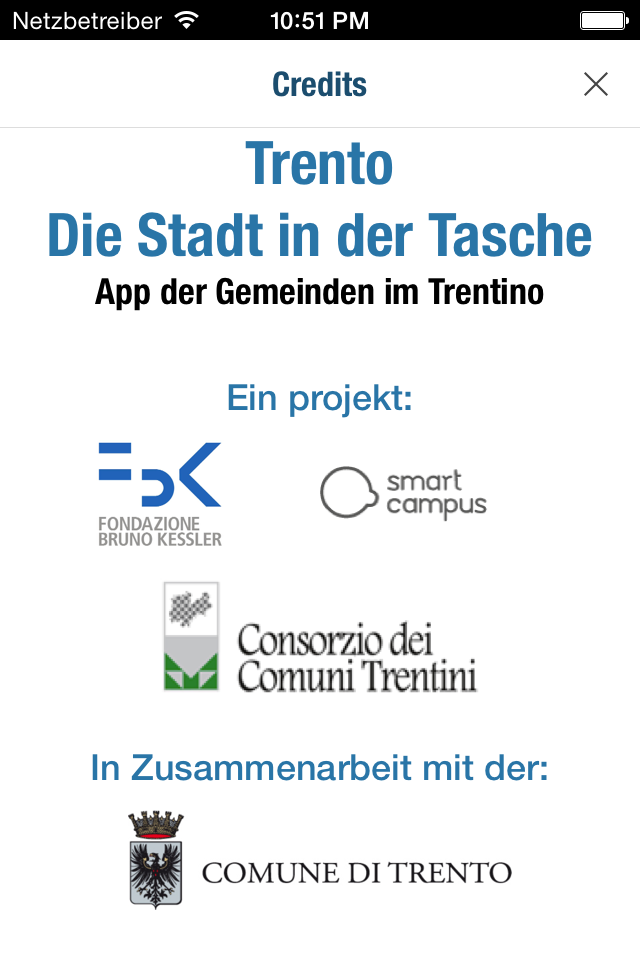 Netzbetreiber 10:51 PM
Credits
Trento
Die Stadt in der Tasche
App der Gemeinden im Trentino
Ein projekt:
FBK
FONDAZIONE
BRUNO KESSLER
smart
campus
Consorzio dei
Comuni Trentini
In Zusammenarbeit mit der:
COMUNE DI TRENTO